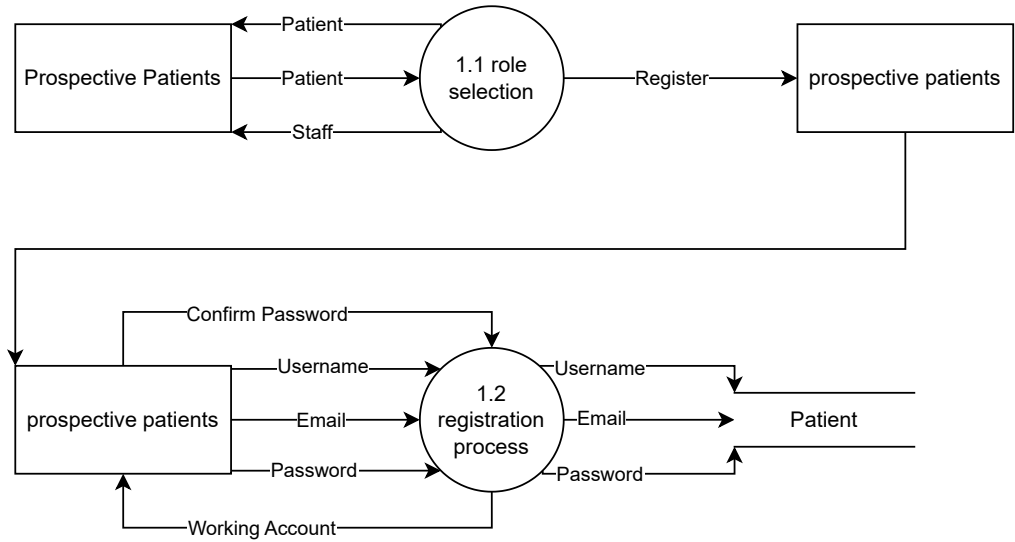 Patient
Prospective Patients
Patient
1.1 role
selection
Register
prospective patients
Staff
Confirm Password
Username
Username
prospective patients
Email
1.2
registration
process
Email
Patient
Password
Password
Working Account